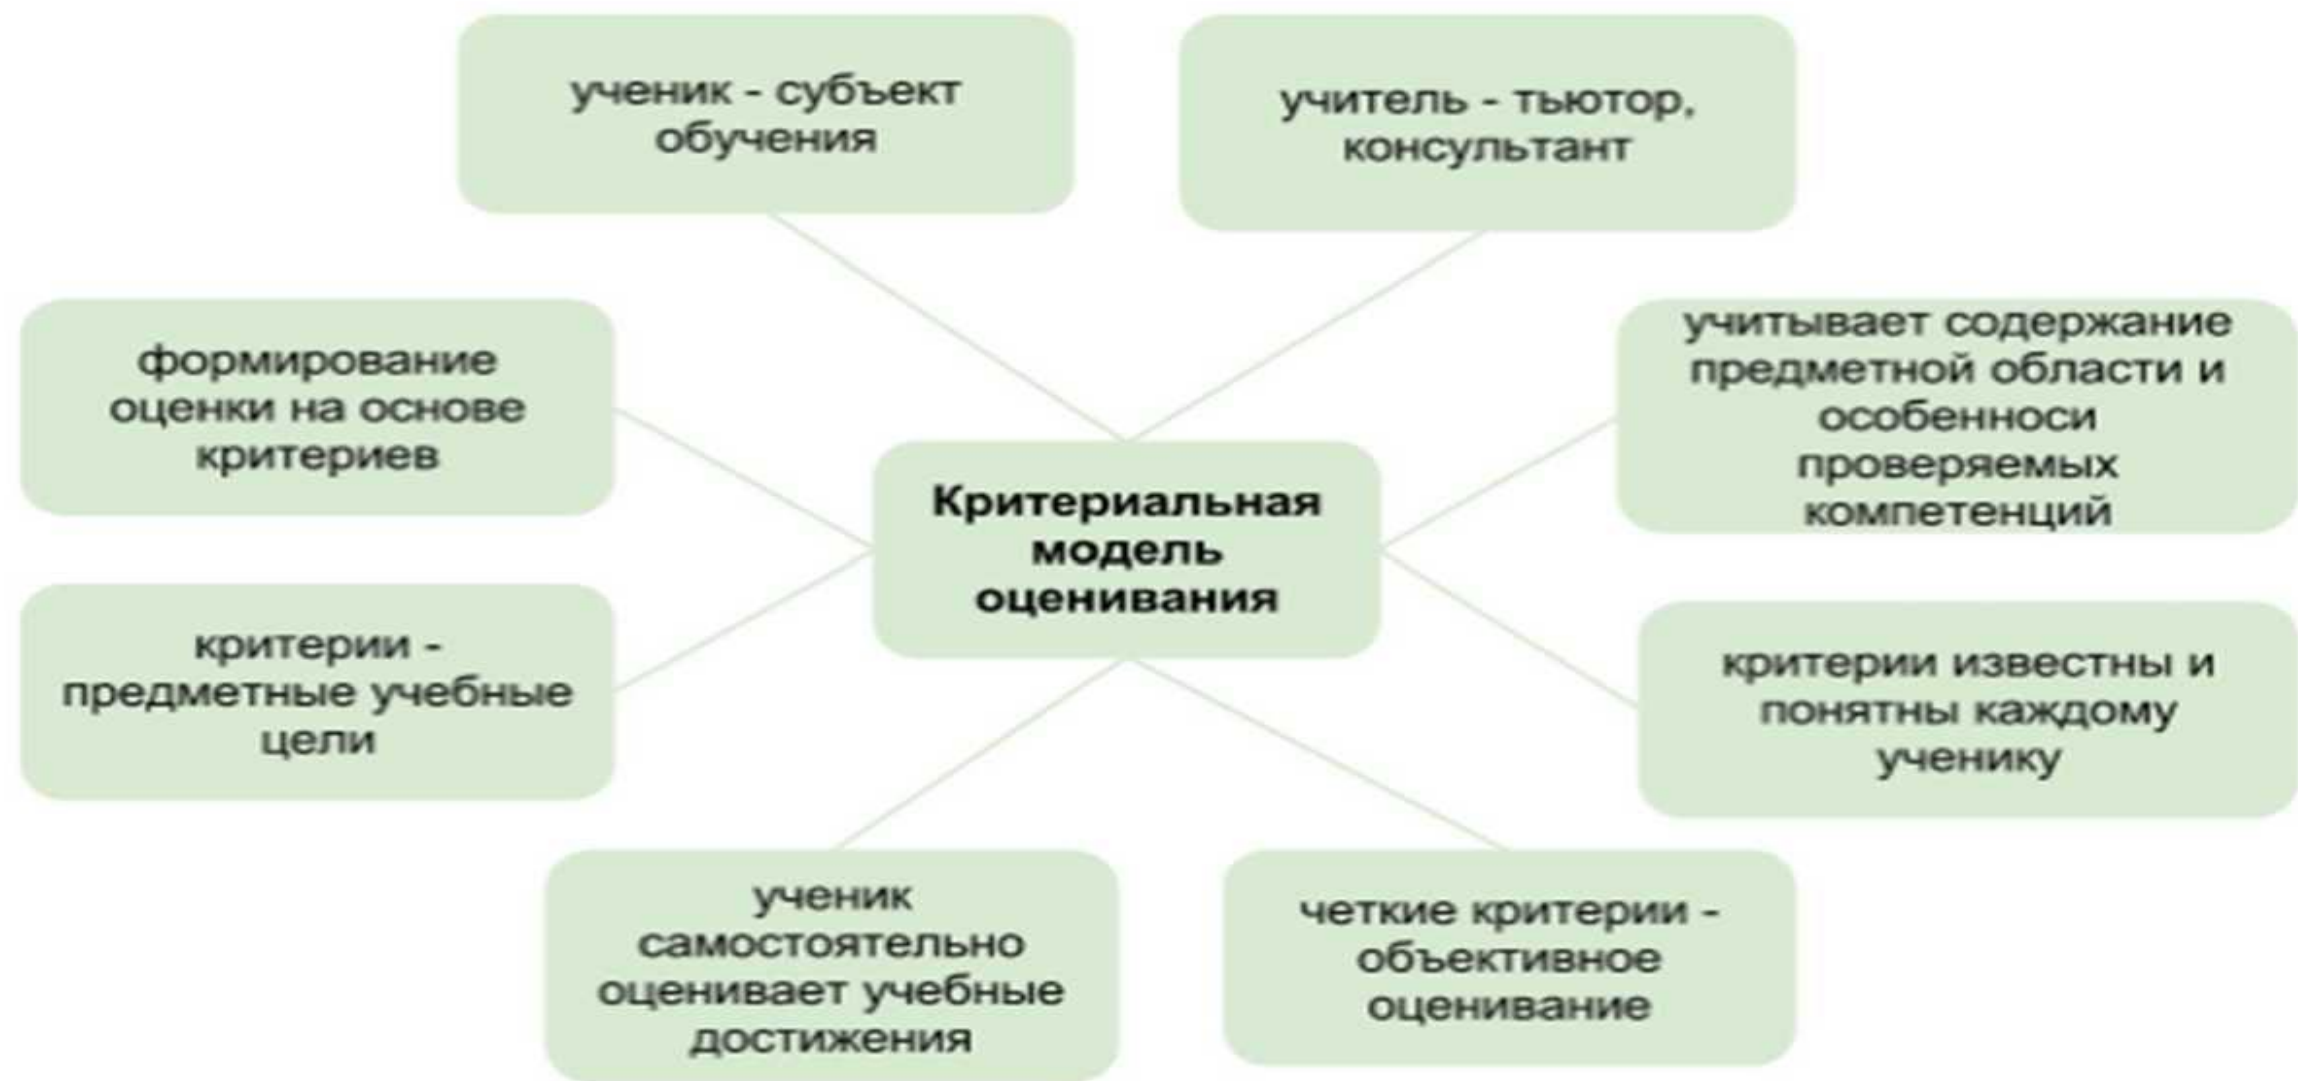 ученик - субъект
обучения
учитель - тьютор,
консультант
формирование
оценки на основе
критериев
учитывает содержание
предметной области и
особенноси
проверяемых
компетенций
Критериальная
модель
оценивания
критерии -
предметные учебные
цели
критерии известны и
понятны каждому
ученику
ученик
самостоятельно
оценивает учебные
достижения
четкие критерии -
объективное
оценивание